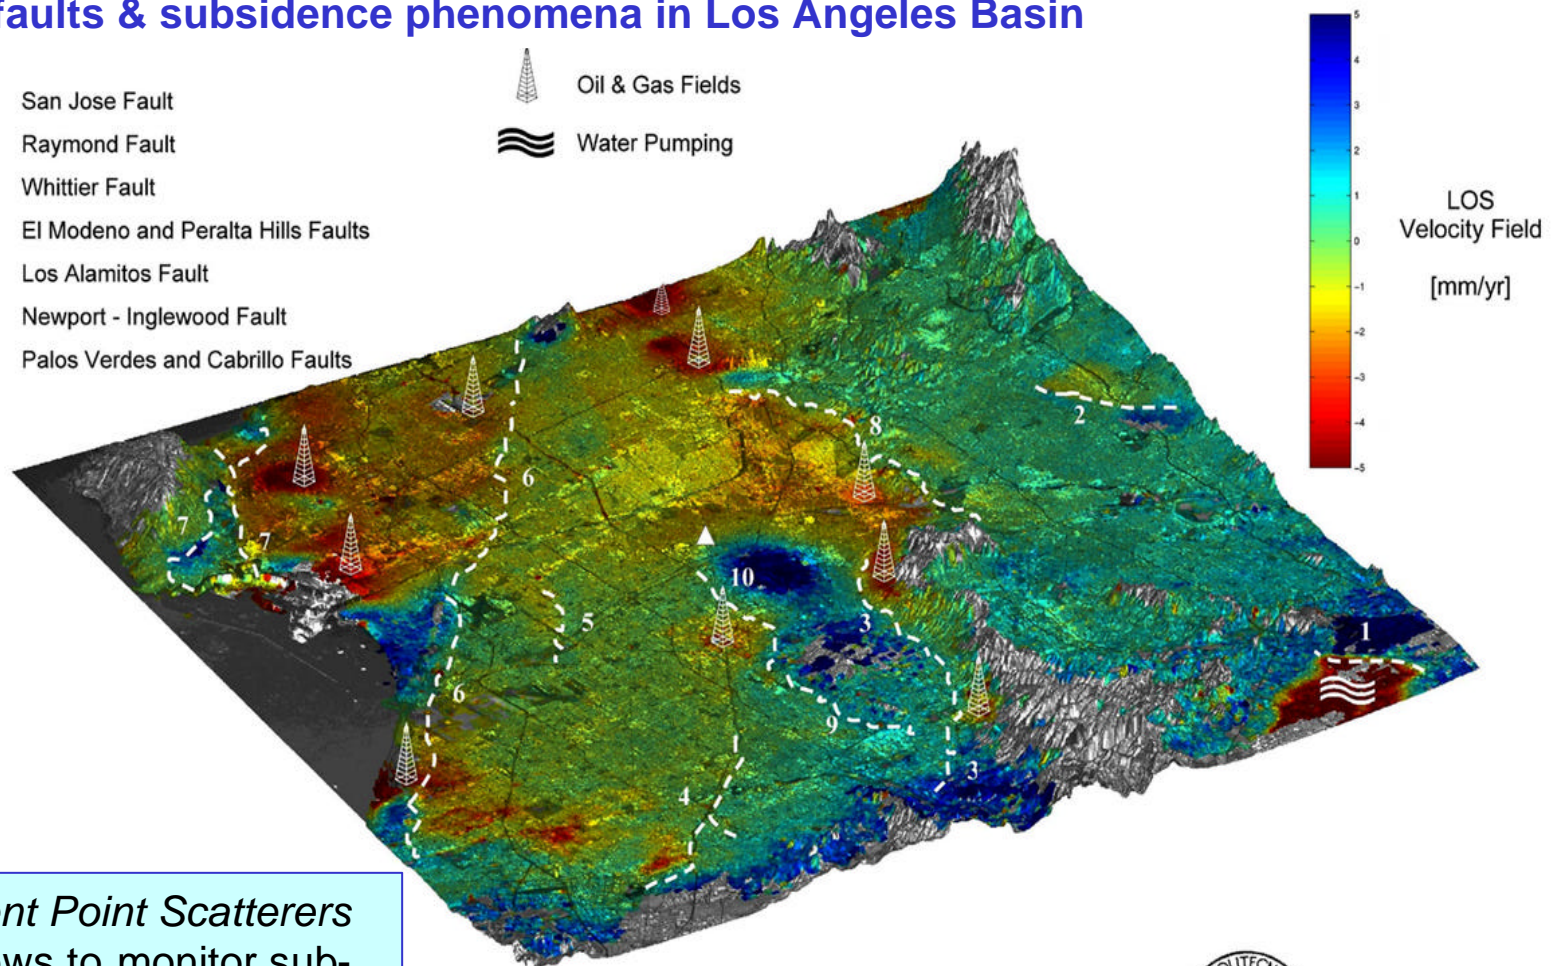 faults & subsidence phenomena in Los Angeles Basin
San Jose Fault
Raymond Fault
Whittier Fault
El Modeno and Peralta Hills Faults
Los Alamitos Fault
Newport - Inglewood Fault
Palos Verdes and Cabrillo Faults
Oil & Gas Fields
Water Pumping
5
4
3
2
1
0
-1
-2
-3
-4
-5
LOS
Velocity Field
[mm/yr]
2
8
6
7
7
10
5
3
1
6
9
3
4
nt Point Scatterers
ws to monitor sub-